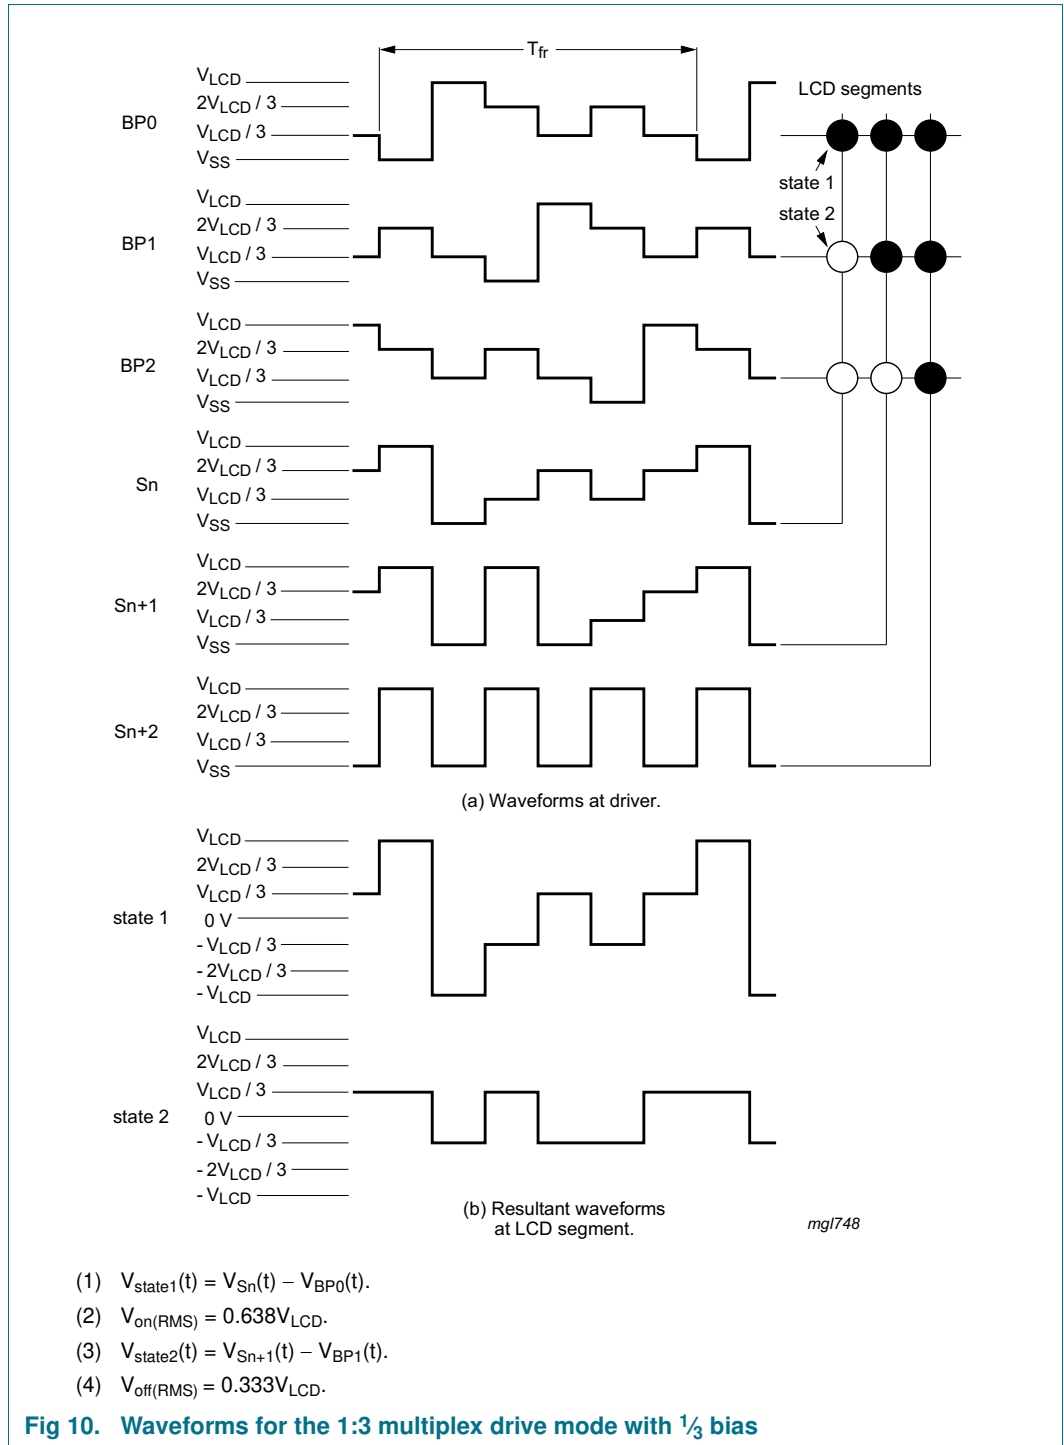 Tfr
BP0
VLCD
2VLCD / 3
VLCD / 3
VSS
LCD segments
state 1
state 2
BP1
VLCD
2VLCD / 3
VLCD / 3
VSS
BP2
VLCD
2VLCD / 3
VLCD / 3
VSS
Sn
VLCD
2VLCD / 3
VLCD / 3
VSS
Sn+1
VLCD
2VLCD / 3
VLCD / 3
VSS
Sn+2
VLCD
2VLCD / 3
VLCD / 3
VSS
(a) Waveforms at driver.
state 1
VLCD
2VLCD / 3
VLCD / 3
0 V
- VLCD / 3
- 2VLCD / 3
- VLCD
state 2
VLCD
2VLCD / 3
VLCD / 3
0 V
- VLCD / 3
- 2VLCD / 3
- VLCD
(b) Resultant waveforms
at LCD segment.
mgl748
(1) Vstate1(t) = VSn(t) − VBP0(t).
(2) Von(RMS) = 0.638VLCD.
(3) Vstate2(t) = VSn+1(t) − VBP1(t).
(4) Voff(RMS) = 0.333VLCD.
Fig 10. Waveforms for the 1:3 multiplex drive mode with 1⁄3 bias